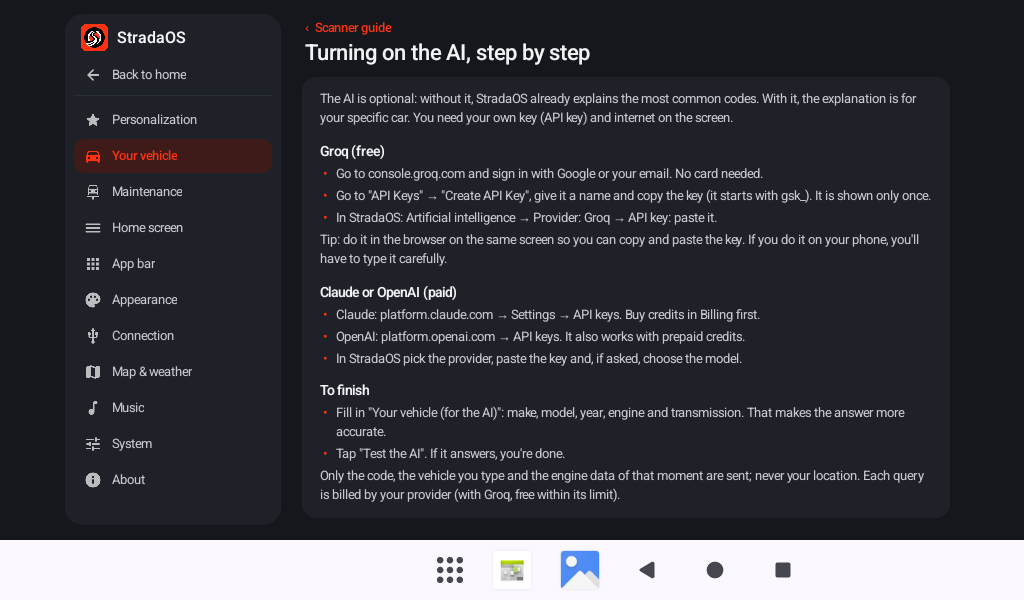 StradaOS
Back to home
Personalization
Your vehicle
Maintenance
Home screen
App bar
Appearance
Connection
Map & weather
Music
System
About
‹ Scanner guide
Turning on the AI, step by step
The AI is optional: without it, StradaOS already explains the most common codes. With it, the explanation is for
your specific car. You need your own key (API key) and internet on the screen.
Groq (free)
• Go to console.groq.com and sign in with Google or your email. No card needed.
• Go to "API Keys" → "Create API Key", give it a name and copy the key (it starts with gsk_). It is shown only once.
• In StradaOS: Artificial intelligence → Provider: Groq → API key: paste it.
Tip: do it in the browser on the same screen so you can copy and paste the key. If you do it on your phone, you'll
have to type it carefully.
Claude or OpenAI (paid)
• Claude: platform.claude.com → Settings → API keys. Buy credits in Billing first.
• OpenAI: platform.openai.com → API keys. It also works with prepaid credits.
• In StradaOS pick the provider, paste the key and, if asked, choose the model.
To finish
• Fill in "Your vehicle (for the AI)": make, model, year, engine and transmission. That makes the answer more
accurate.
• Tap "Test the AI". If it answers, you're done.
Only the code, the vehicle you type and the engine data of that moment are sent; never your location. Each query
is billed by your provider (with Groq, free within its limit).